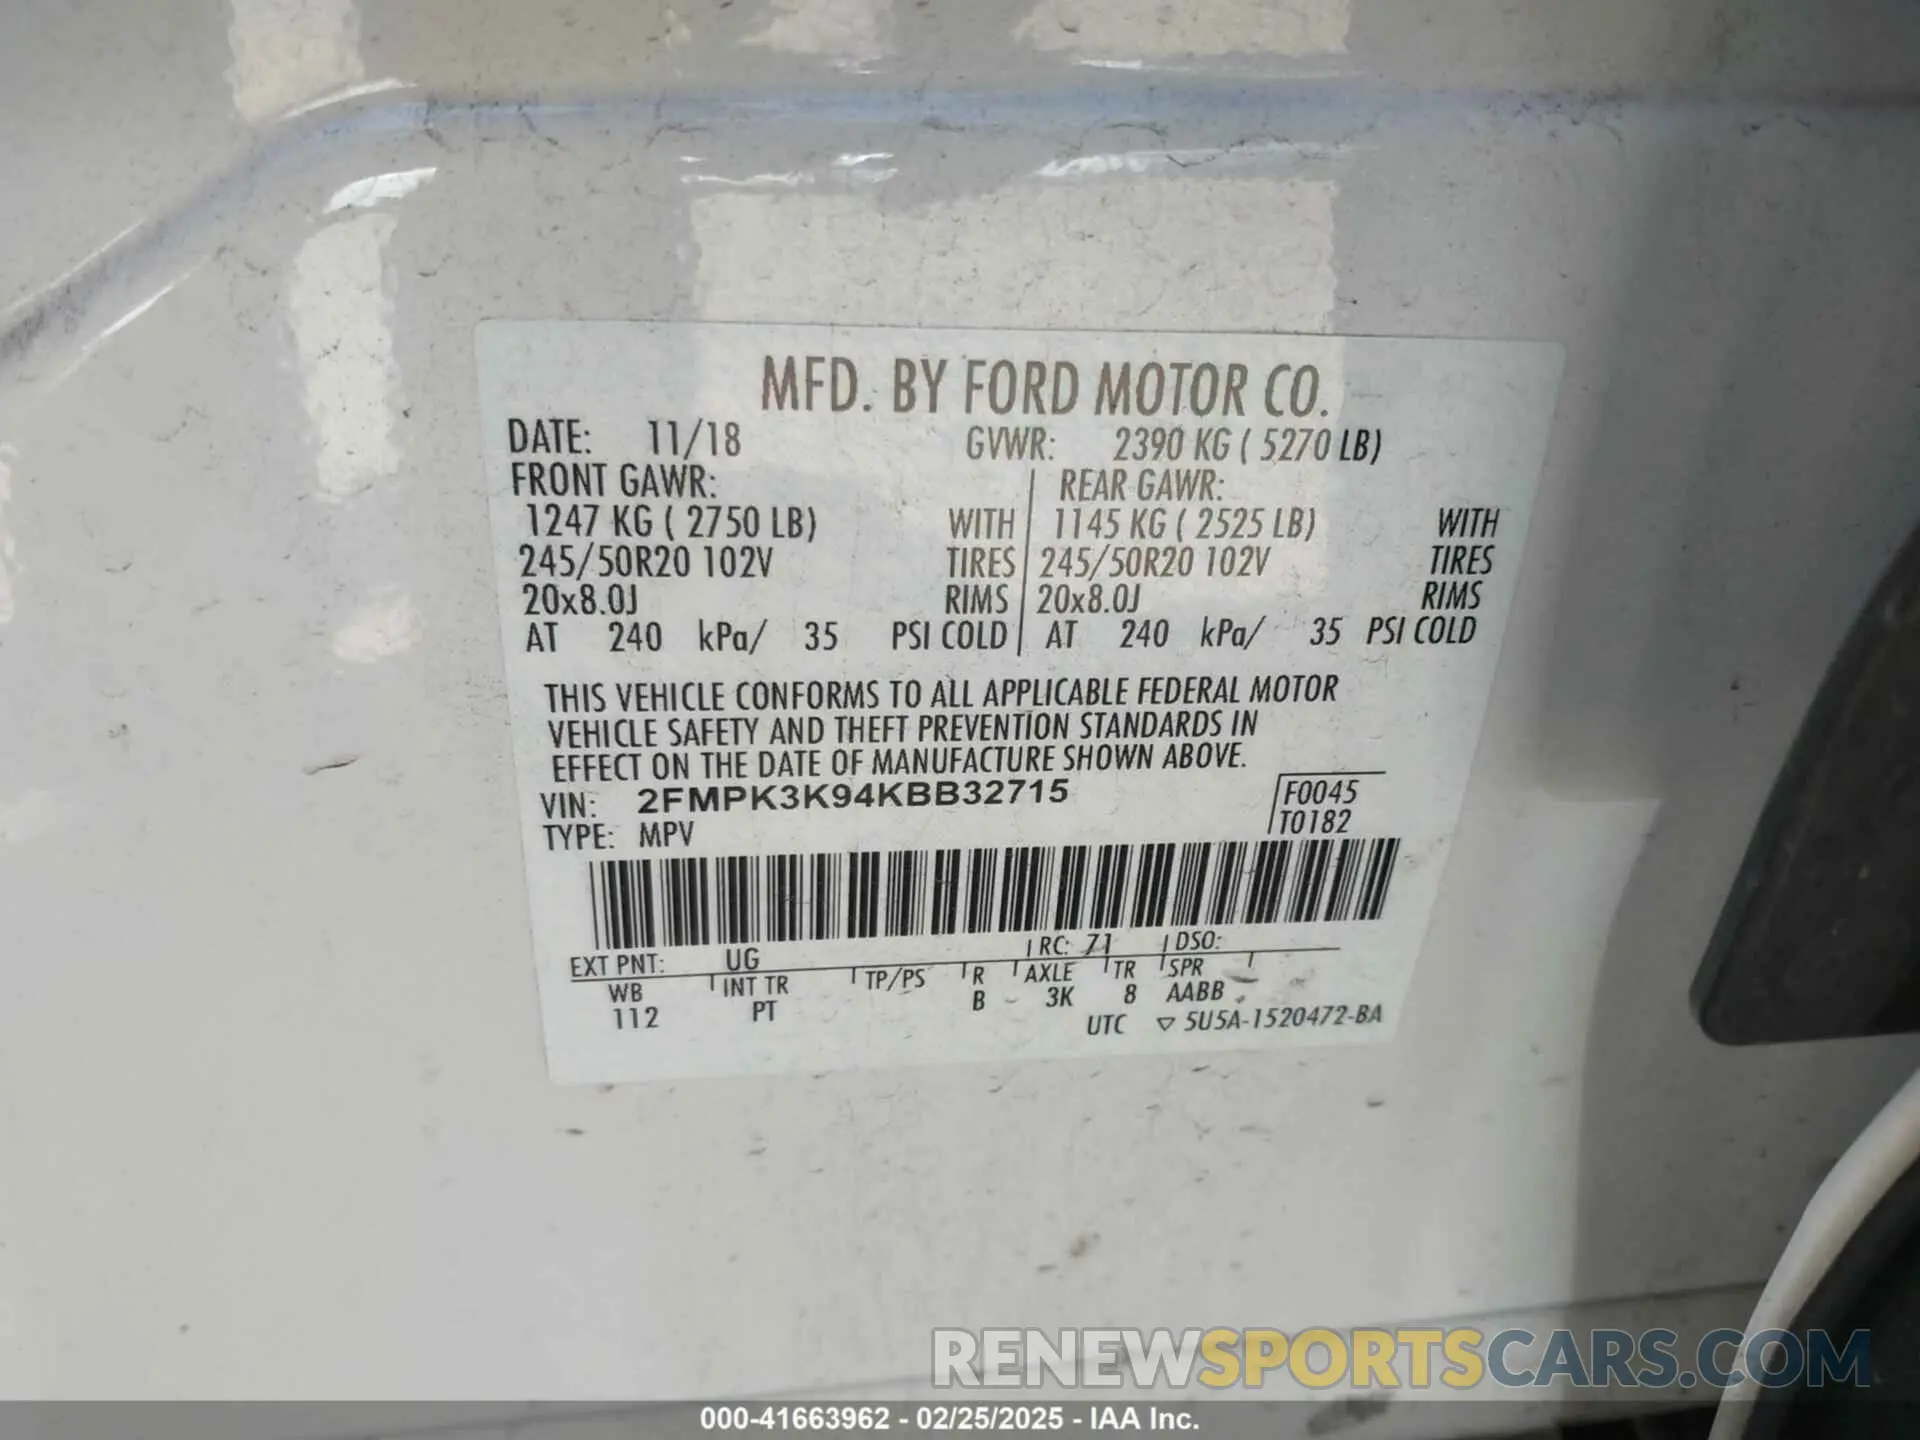 MFD. BY FORD MOTOR CO.
DATE: 11/18 GVWR: 2390 KG ( 5270 LB)
FRONT GAWR: REAR GAWR:
1247 KG ( 2750 LB) WITH 1145 KG ( 2525 LB) WITH
245/50R20 102V TIRES 245/50R20 102V TIRES
20x8.0J RIMS 20x8.0J RIMS
AT 240 kPa/ 35 PSI COLD AT 240 kPa/ 35 PSI COLD
THIS VEHICLE CONFORMS TO ALL APPLICABLE FEDERAL MOTOR
VEHICLE SAFETY AND THEFT PREVENTION STANDARDS IN
EFFECT ON THE DATE OF MANUFACTURE SHOWN ABOVE.
VIN: 2FMPK3K94KBB32715 F0045
TYPE: MPV T0182
EXT PNT: UG RC: 71 DSO:
WB INT TR TP/PS R AXLE TR SPR
112 PT B 3K 8 AABB
UTC ▽ 5U5A-1520472-BA
RENEWSPORTSCARS.COM
000-41663962 - 02/25/2025 - IAA Inc.